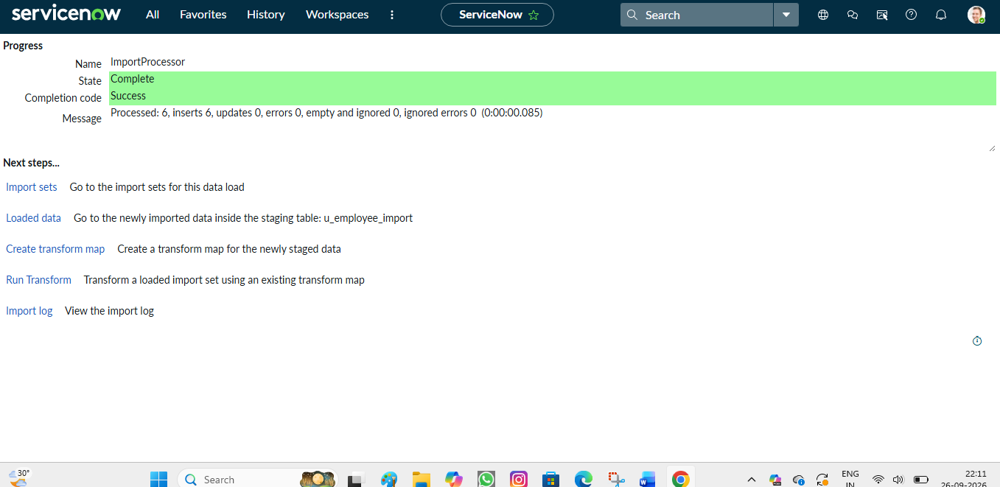 servicenow All Favorites History Workspaces ServiceNow Search
Progress
Name ImportProcessor
State Complete
Completion code Success
Message Processed: 6, inserts 6, updates 0, errors 0, empty and ignored 0, ignored errors 0 (0:00:00.085)
Next steps...
Import sets Go to the import sets for this data load
Loaded data Go to the newly imported data inside the staging table: u_employee_import
Create transform map Create a transform map for the newly staged data
Run Transform Transform a loaded import set using an existing transform map
Import log View the import log
30° Search ENG 22:11
IN 26-09-2026